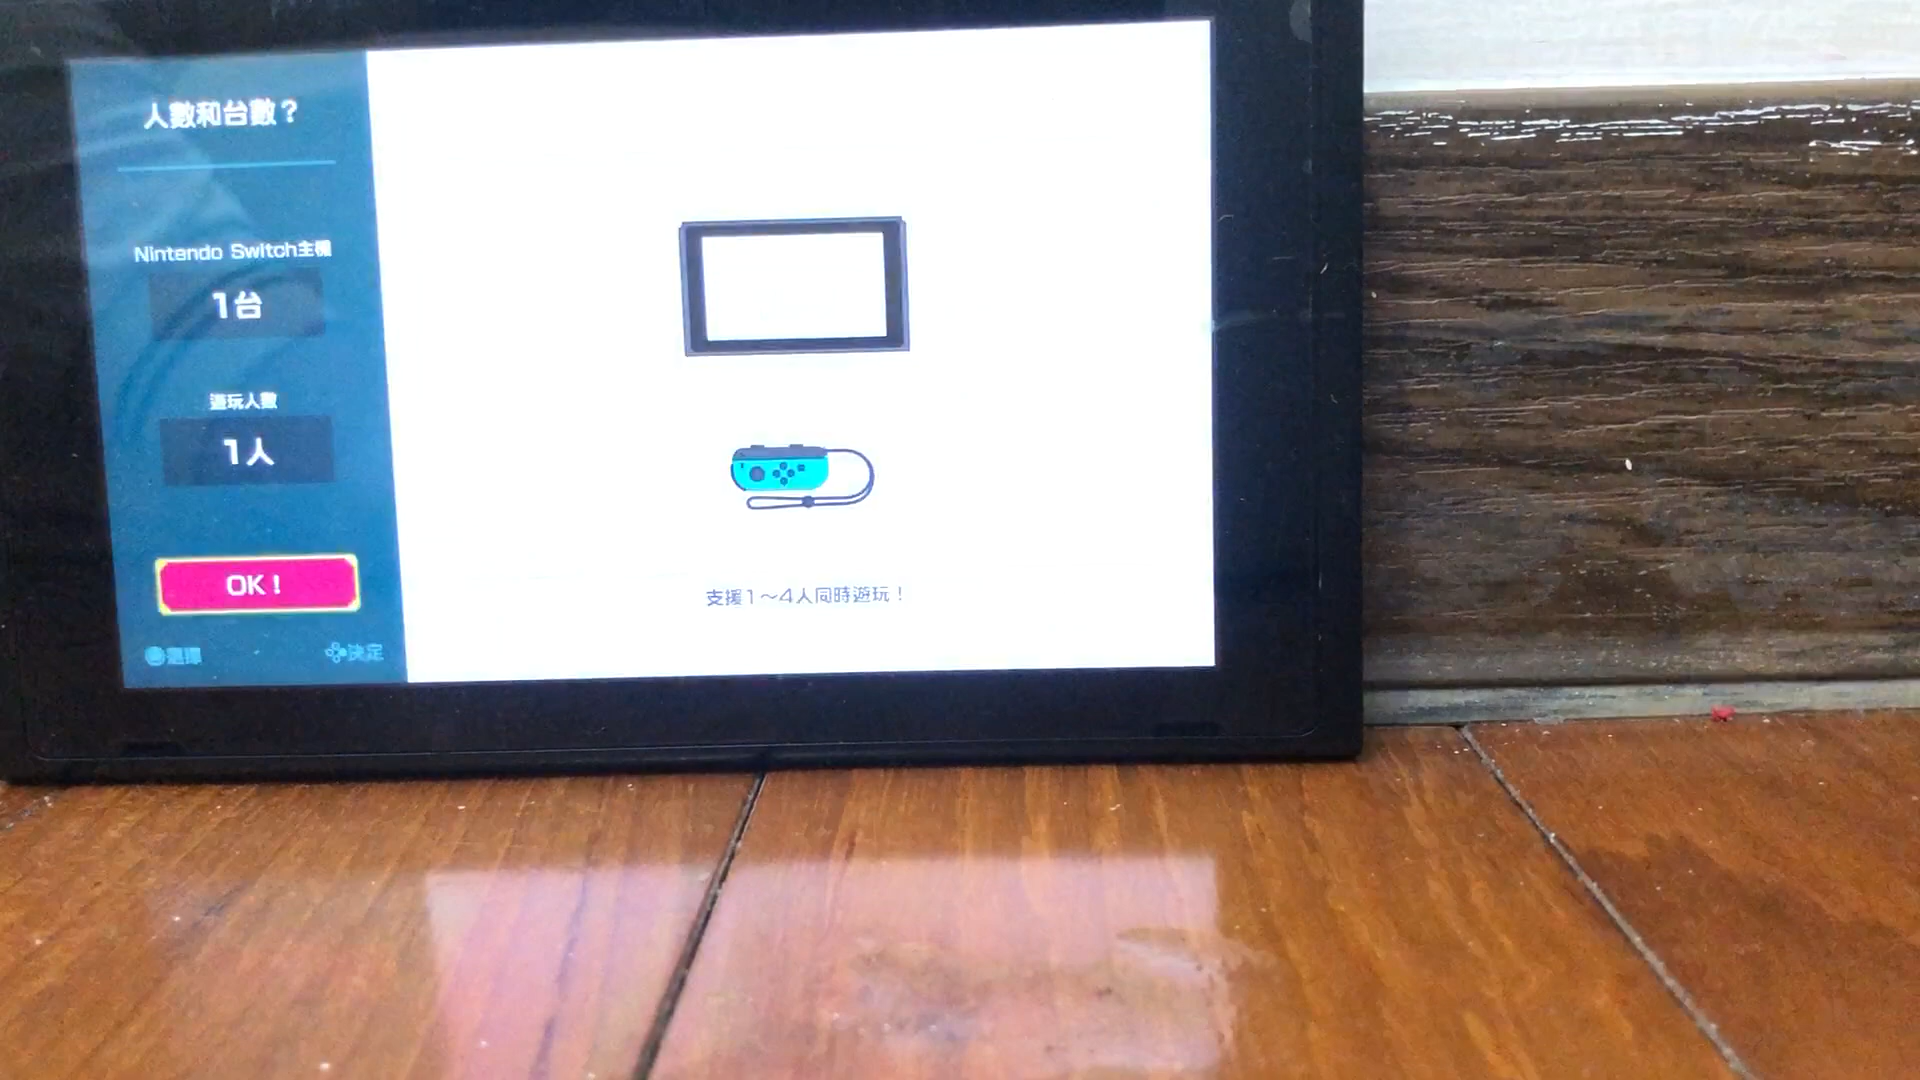 人數和台數？
Nintendo Switch主機
1台
遊玩人數
1人
OK！
選擇
決定
支援1～4人同時遊玩！